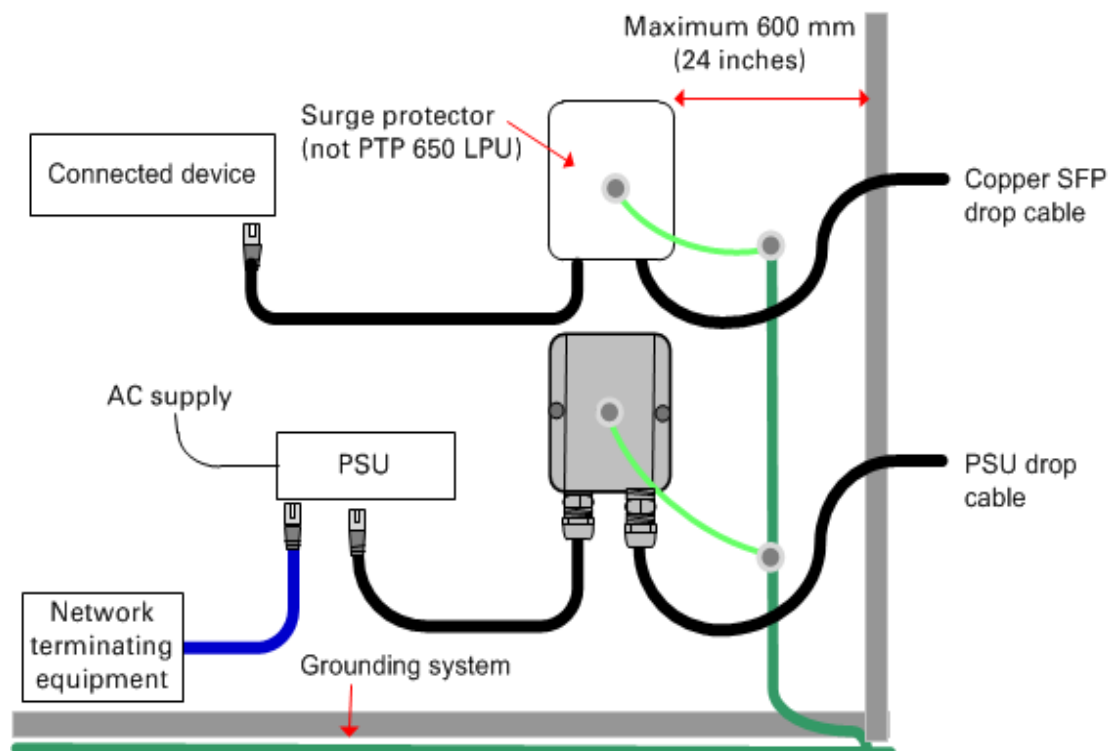 Maximum 600 mm
(24 inches)
Surge protector
(not PTP 650 LPU)
Connected device
Copper SFP
drop cable
AC supply
PSU
PSU drop
cable
Network
terminating
equipment
Grounding system